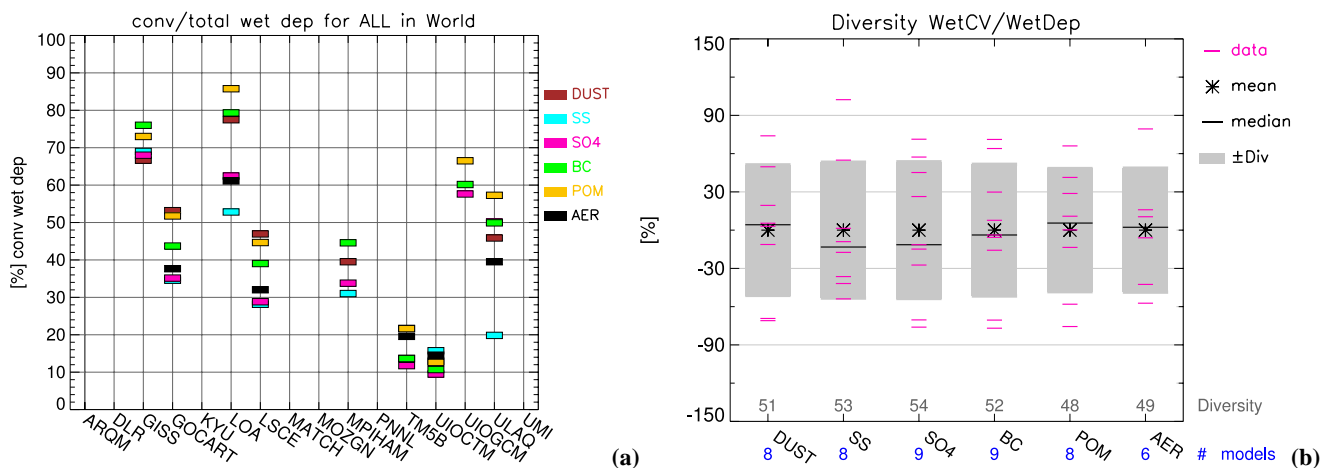 conv/total wet dep for ALL in World
[%] conv wet dep
100
90
80
70
60
50
40
30
20
10
0
ARQM
DLR
GISS
GOCART
KYU
LOA
LSCE
MATCH
MOZGN
MPIHAM
PNNL
TM5B
UIOCTM
UIOGCM
ULAQ
UMI
DUST
SS
SO4
BC
POM
AER
(a)
Diversity WetCV/WetDep
[%]
150
90
30
-30
-90
-150
data
mean
median
±Div
51 53 54 52 48 49 Diversity
DUST SS SO4 BC POM AER
8 8 9 9 8 6 # models
(b)